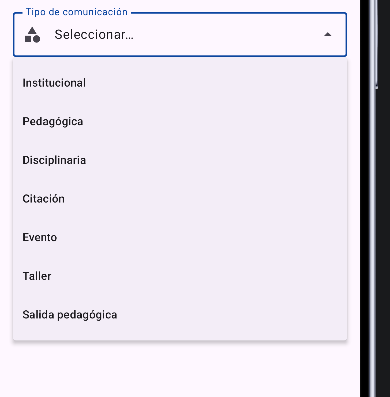 Tipo de comunicación
Seleccionar...
Institucional
Pedagógica
Disciplinaria
Citación
Evento
Taller
Salida pedagógica